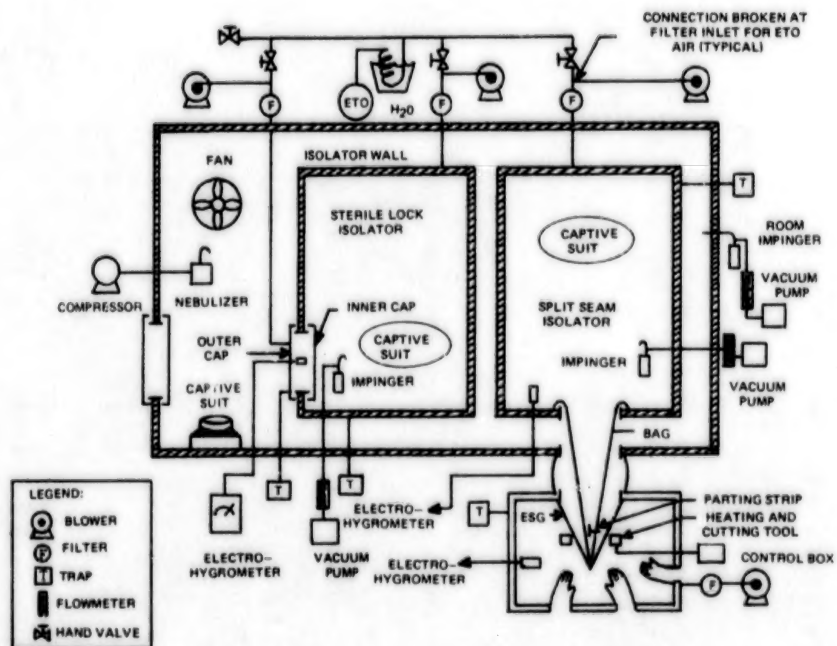 CONNECTION BROKEN AT
FILTER INLET FOR ETO
AIR (TYPICAL)
F
ETO
H20
F
F
FAN
ISOLATOR WALL
STERILE LOCK
ISOLATOR
CAPTIVE
SUIT
T
ROOM
IMPINGER
VACUUM
PUMP
COMPRESSOR
NEBULIZER
INNER CAP
OUTER
CAP
CAPTIVE
SUIT
IMPINGER
SPLIT SEAM
ISOLATOR
IMPINGER
VACUUM
PUMP
CAPTIVE
SUIT
BAG
LEGEND:
BLOWER
F FILTER
T TRAP
FLOWMETER
HAND VALVE
T
T
ELECTRO-
HYGROMETER
VACUUM
PUMP
ELECTRO-
HYGROMETER
T
ESG
PARTING STRIP
HEATING AND
CUTTING TOOL
ELECTRO-
HYGROMETER
CONTROL BOX
F